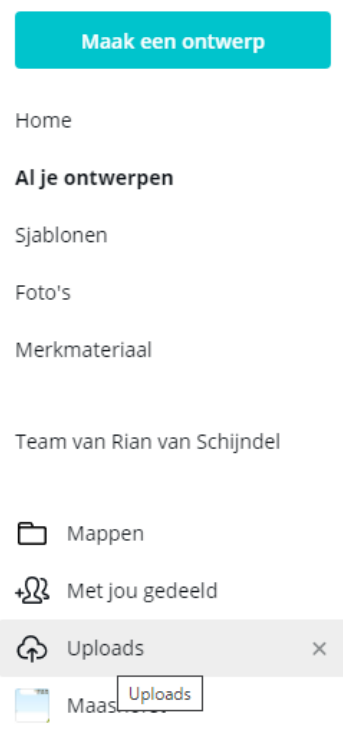 Maak een ontwerp
Home
Al je ontwerpen
Sjablonen
Foto's
Merkmateriaal
Team van Rian van Schijndel
Mappen
Met jou gedeeld
Uploads
Uploads